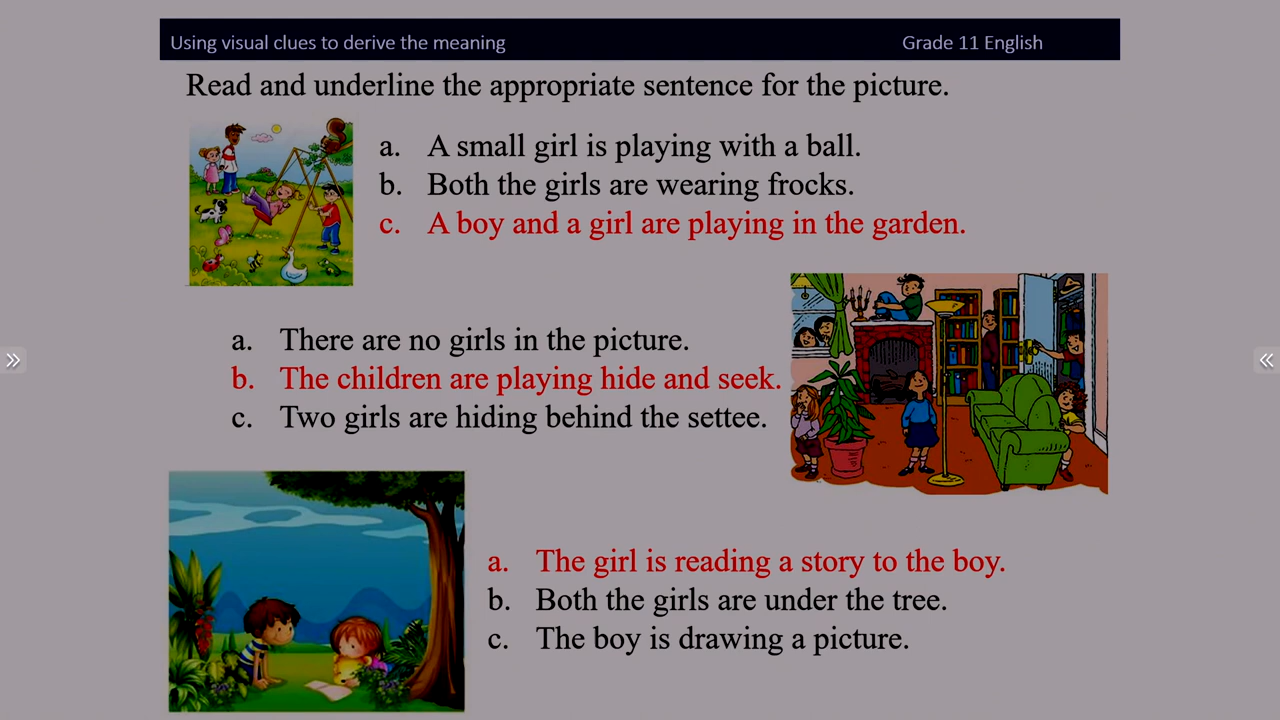 Using visual clues to derive the meaning Grade 11 English
Read and underline the appropriate sentence for the picture.
a. A small girl is playing with a ball.
b. Both the girls are wearing frocks.
c. A boy and a girl are playing in the garden.
a. There are no girls in the picture.
b. The children are playing hide and seek.
c. Two girls are hiding behind the settee.
a. The girl is reading a story to the boy.
b. Both the girls are under the tree.
c. The boy is drawing a picture.